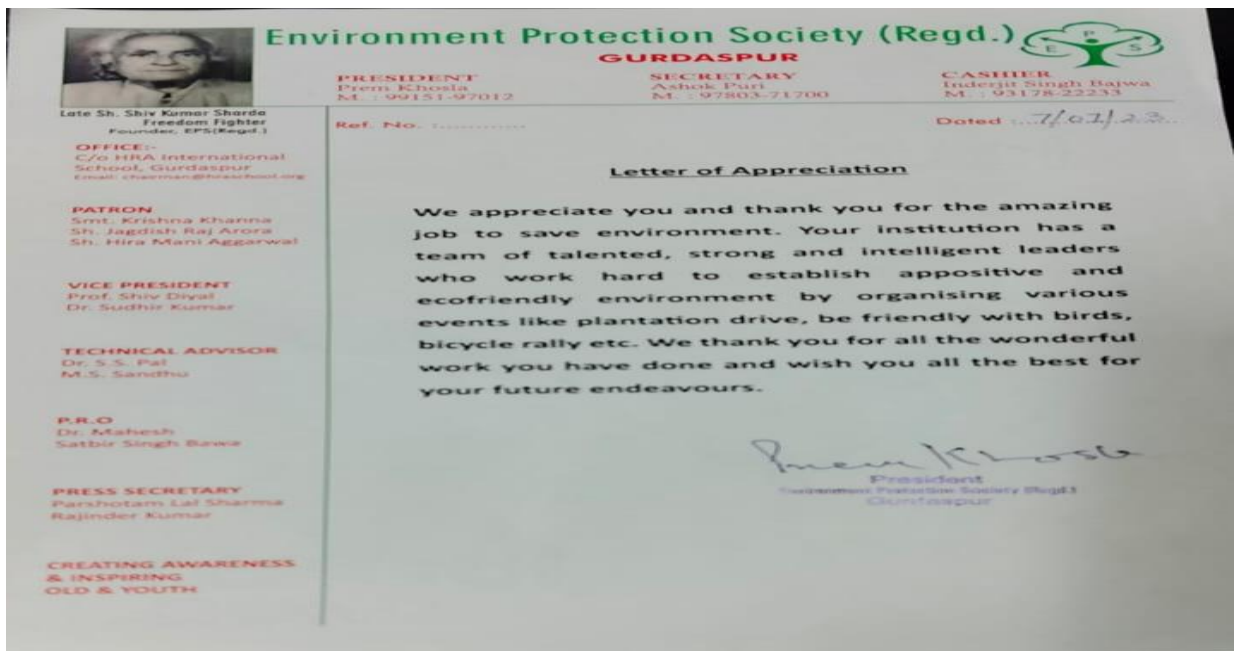 Environment Protection Society (Regd.)
E P S
GURDASPUR
PRESIDENT
Prem Khosla
M. : 99151-97012
SECRETARY
Ashok Puri
M. : 97803-71700
CASHIER
Inderjit Singh Bajwa
M. : 93178-22233
Late Sh. Shiv Kumar Sharda
Freedom Fighter
Founder, EPS(Regd.)
Ref. No. ............
Dated :...7/01/23...
OFFICE:-
C/o HRA International
School, Gurdaspur
Email: chairman@hraschool.org
PATRON
Smt. Krishna Khanna
Sh. Jagdish Raj Arora
Sh. Hira Mani Aggarwal
VICE PRESIDENT
Prof. Shiv Diyal
Dr. Sudhir Kumar
TECHNICAL ADVISOR
Dr. S.S. Pal
M.S. Sandhu
P.R.O
Dr. Mahesh
Satbir Singh Bawa
PRESS SECRETARY
Parshotam Lal Sharma
Rajinder Kumar
CREATING AWARENESS
& INSPIRING
OLD & YOUTH
Letter of Appreciation
We appreciate you and thank you for the amazing
job to save environment. Your institution has a
team of talented, strong and intelligent leaders
who work hard to establish appositive and
ecofriendly environment by organising various
events like plantation drive, be friendly with birds,
bicycle rally etc. We thank you for all the wonderful
work you have done and wish you all the best for
your future endeavours.
Prem Khosla
President
Environment Protection Society (Regd.)
Gurdaspur